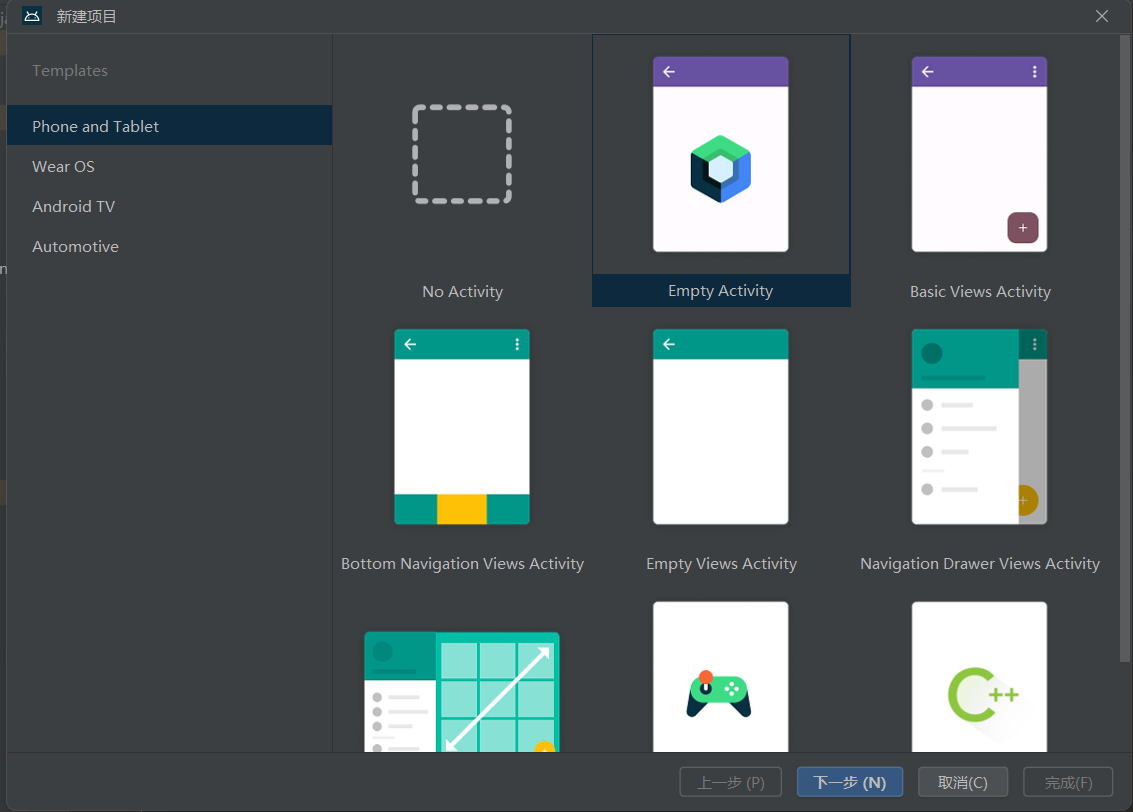 新建项目
Templates
Phone and Tablet
Wear OS
Android TV
Automotive
No Activity
Empty Activity
Basic Views Activity
Bottom Navigation Views Activity
Empty Views Activity
Navigation Drawer Views Activity
C++
上一步 (P)
下一步 (N)
取消(C)
完成(F)